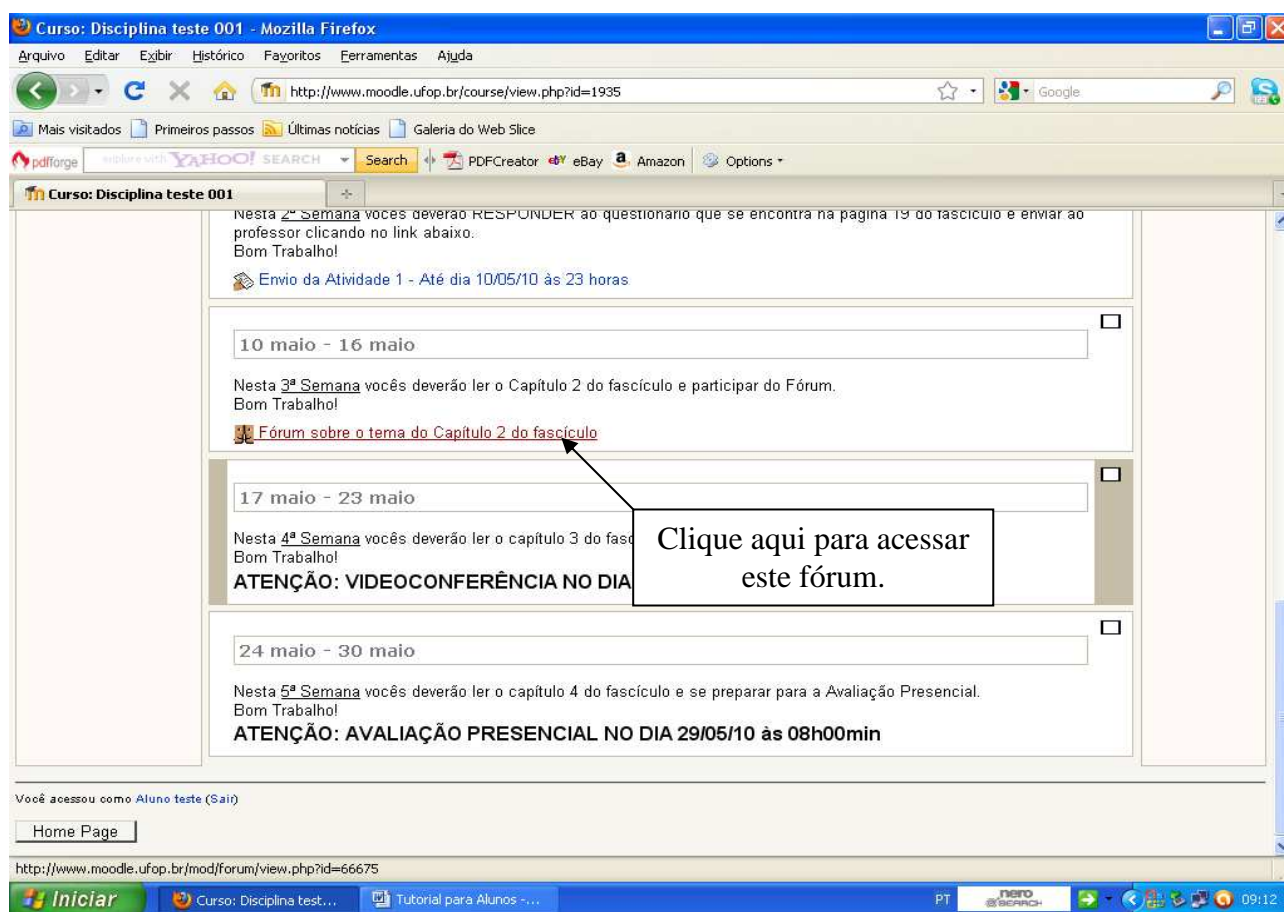 Curso: Disciplina teste 001 - Mozilla Firefox
Arquivo Editar Exibir Histórico Favoritos Ferramentas Ajuda
http://www.moodle.ufop.br/course/view.php?id=1935
Google
Mais visitados Primeiros passos Últimas notícias Galeria do Web Slice
pdfforge YAHOO! SEARCH Search PDFCreator eBay Amazon Options
Curso: Disciplina teste 001
Nesta 2ª Semana vocês deverão RESPONDER ao questionário que se encontra na página 19 do fascículo e enviar ao
professor clicando no link abaixo.
Bom Trabalho!
Envio da Atividade 1 - Até dia 10/05/10 às 23 horas
10 maio - 16 maio
Nesta 3ª Semana vocês deverão ler o Capítulo 2 do fascículo e participar do Fórum.
Bom Trabalho!
Fórum sobre o tema do Capítulo 2 do fascículo
17 maio - 23 maio
Nesta 4ª Semana vocês deverão ler o capítulo 3 do fasc
Bom Trabalho!
ATENÇÃO: VIDEOCONFERÊNCIA NO DIA
Clique aqui para acessar
este fórum.
24 maio - 30 maio
Nesta 5ª Semana vocês deverão ler o capítulo 4 do fascículo e se preparar para a Avaliação Presencial.
Bom Trabalho!
ATENÇÃO: AVALIAÇÃO PRESENCIAL NO DIA 29/05/10 às 08h00min
Você acessou como Aluno teste (Sair)
Home Page
http://www.moodle.ufop.br/mod/forum/view.php?id=66675
Iniciar Curso: Disciplina test... Tutorial para Alunos -... PT nero SEARCH 09:12